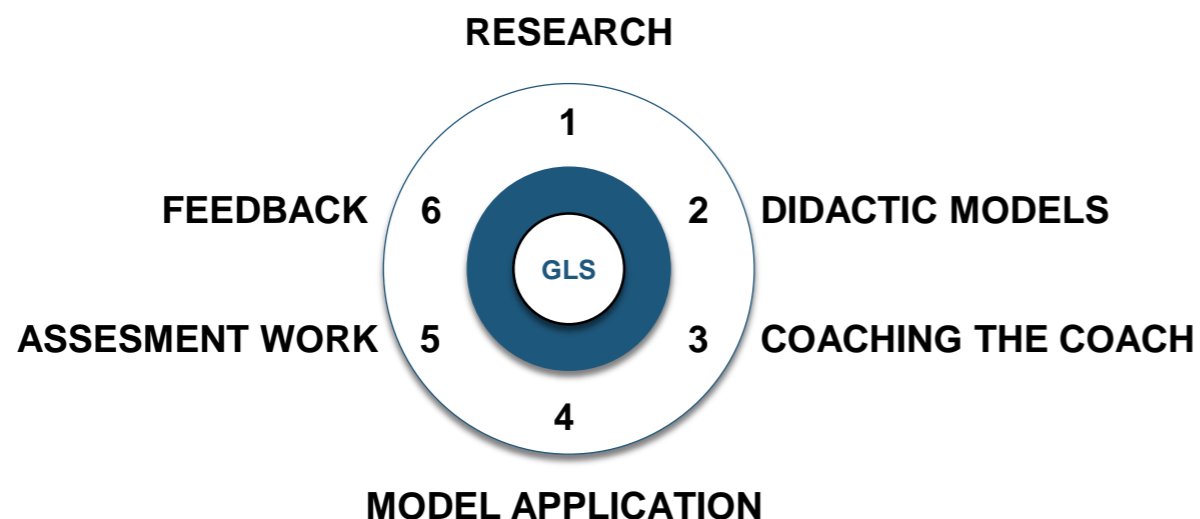 RESEARCH
1
FEEDBACK 6 2 DIDACTIC MODELS
GLS
ASSESMENT WORK 5 3 COACHING THE COACH
4
MODEL APPLICATION